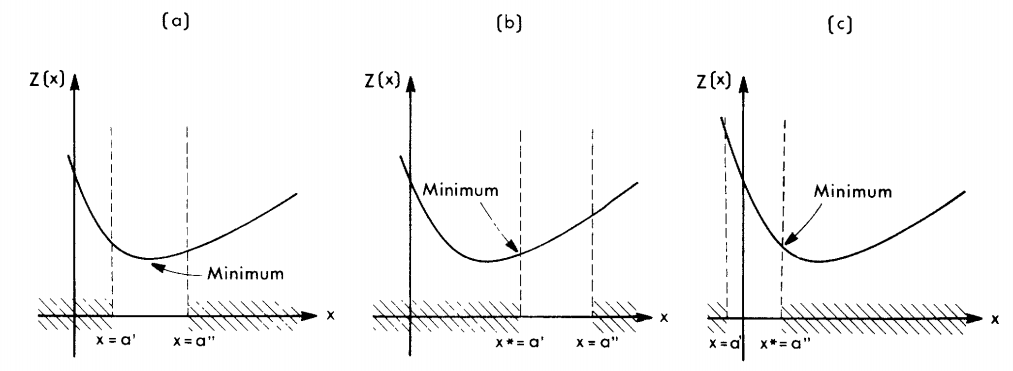 (a)
Z(x)
Minimum
x
x = a'
x = a"
(b)
Z(x)
Minimum
x
x* = a'
x = a"
(c)
Z(x)
Minimum
x
x = a'
x* = a"